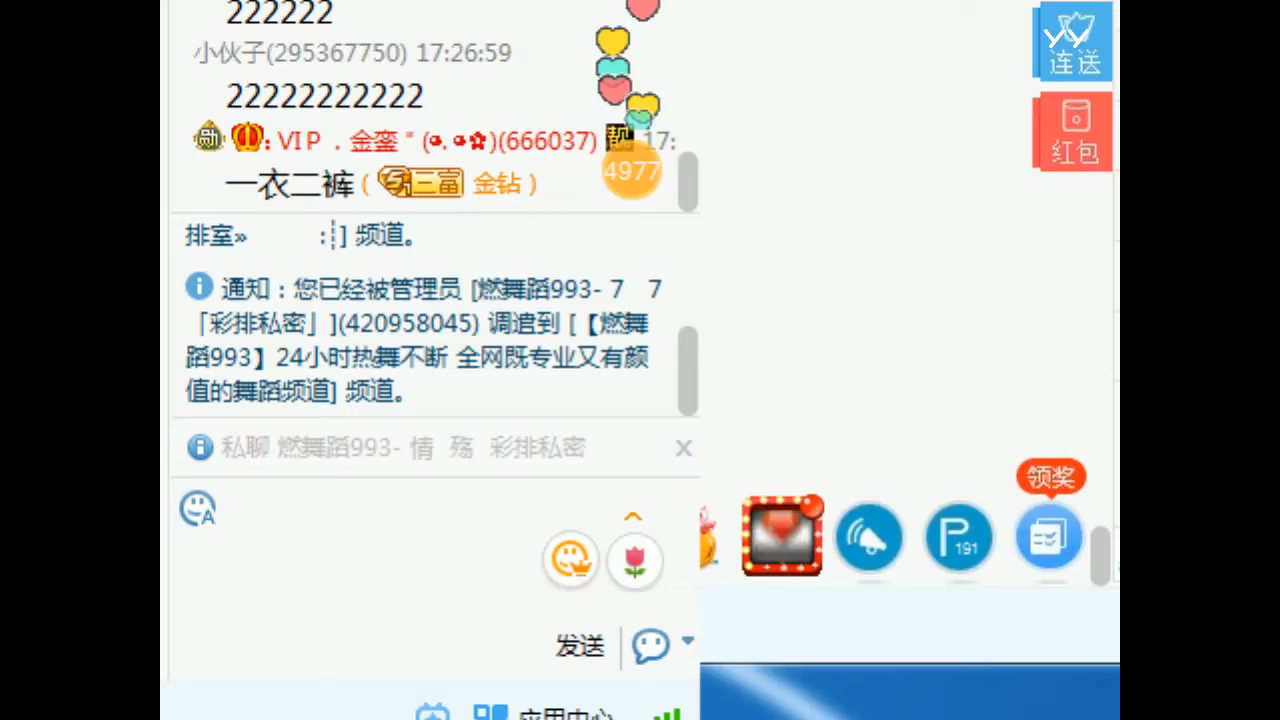 222222
小伙子(295367750) 17:26:59
22222222222
勋 : VIP . 金銮 " (◕. ◕✿)(666037) 靓 17:
一衣二裤 ( 三富 金钻 )
4977
排室» :┊] 频道。
通知：您已经被管理员 [燃舞蹈993- 7 7
「彩排私密」](420958045) 调遣到 [【燃舞
蹈993】24小时热舞不断 全网既专业又有颜
值的舞蹈频道] 频道。
私聊 燃舞蹈993- 情 殇 彩排私密 X
A
发送
应用中心
YY
连送
红包
领奖
P 191